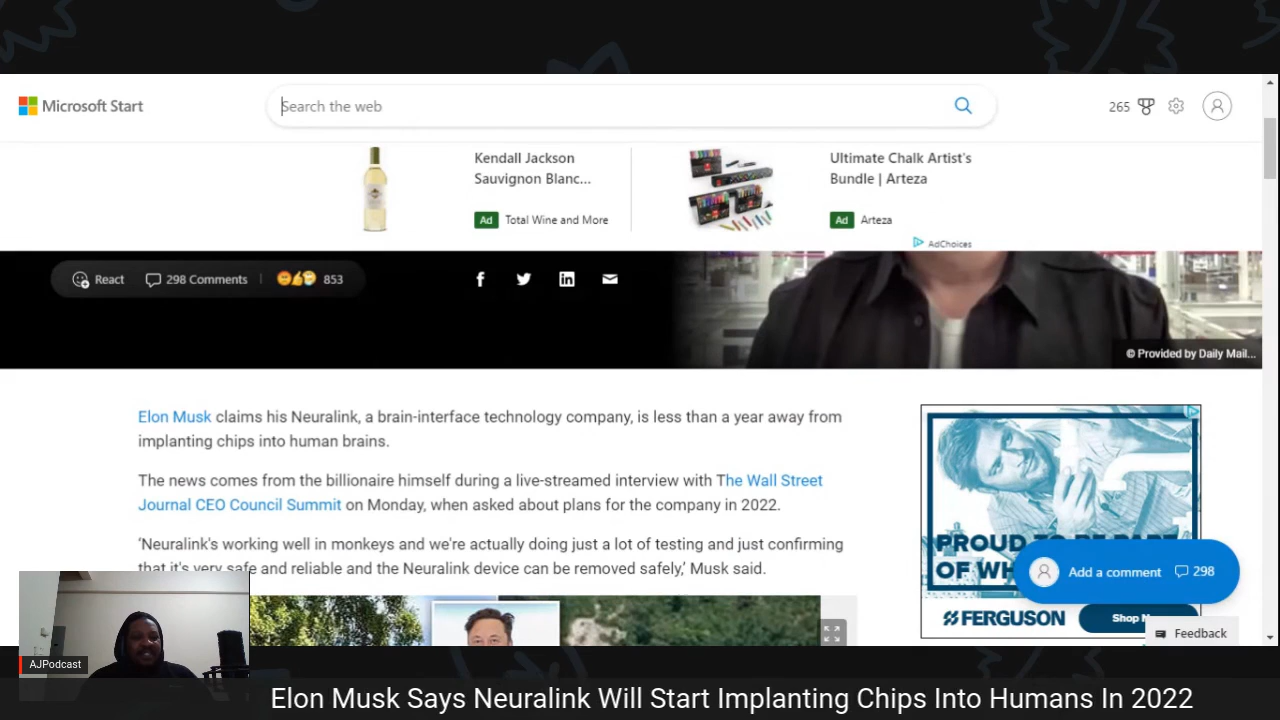 Microsoft Start
Search the web
265
Kendall Jackson
Sauvignon Blanc...
Ad Total Wine and More
Ultimate Chalk Artist's
Bundle | Arteza
Ad Arteza
AdChoices
React
298 Comments
853
© Provided by Daily Mail...
Elon Musk claims his Neuralink, a brain-interface technology company, is less than a year away from
implanting chips into human brains.
The news comes from the billionaire himself during a live-streamed interview with The Wall Street
Journal CEO Council Summit on Monday, when asked about plans for the company in 2022.
'Neuralink's working well in monkeys and we're actually doing just a lot of testing and just confirming
that it's very safe and reliable and the Neuralink device can be removed safely,' Musk said.
PROUD TO BE PART
OF WH
Add a comment 298
FERGUSON
Shop N
Feedback
AJPodcast
Elon Musk Says Neuralink Will Start Implanting Chips Into Humans In 2022